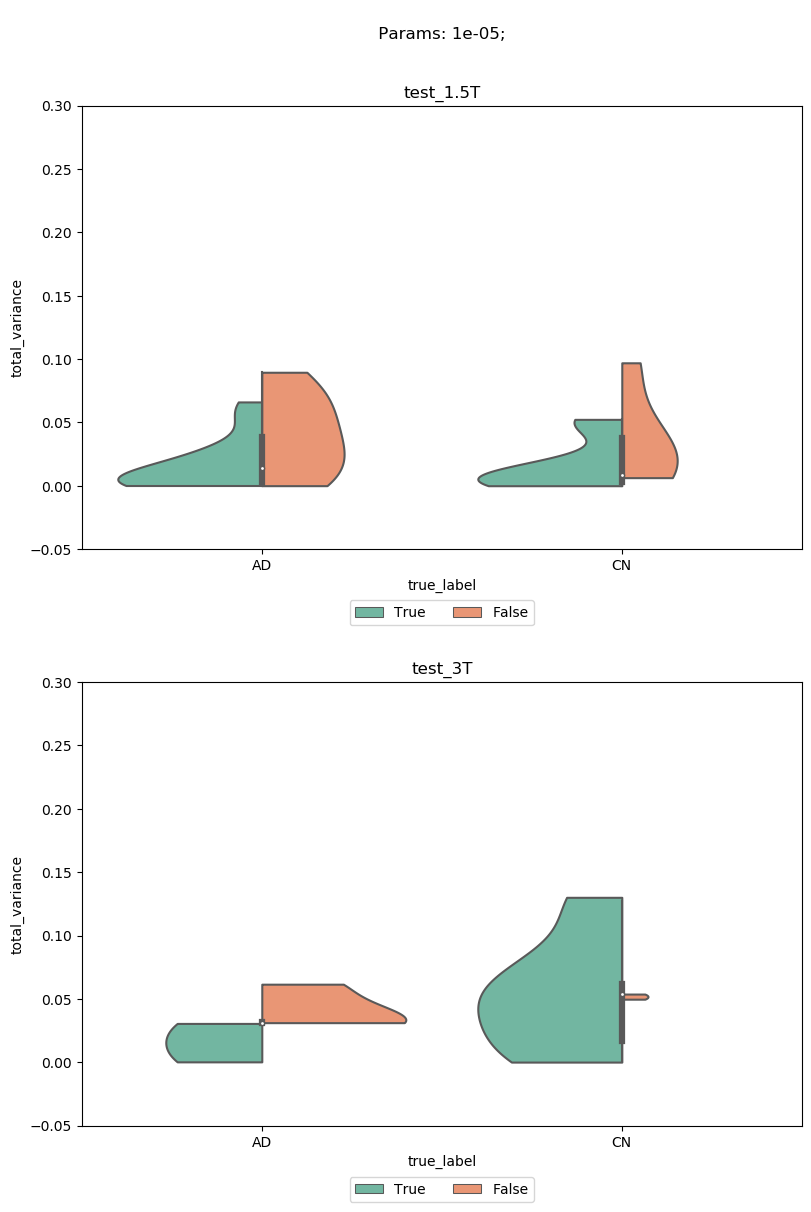 Params: 1e-05;
test_1.5T
0.30
0.25
0.20
0.15
0.10
0.05
0.00
−0.05
total_variance
AD CN
true_label
True False
test_3T
0.30
0.25
0.20
0.15
0.10
0.05
0.00
−0.05
total_variance
AD CN
true_label
True False